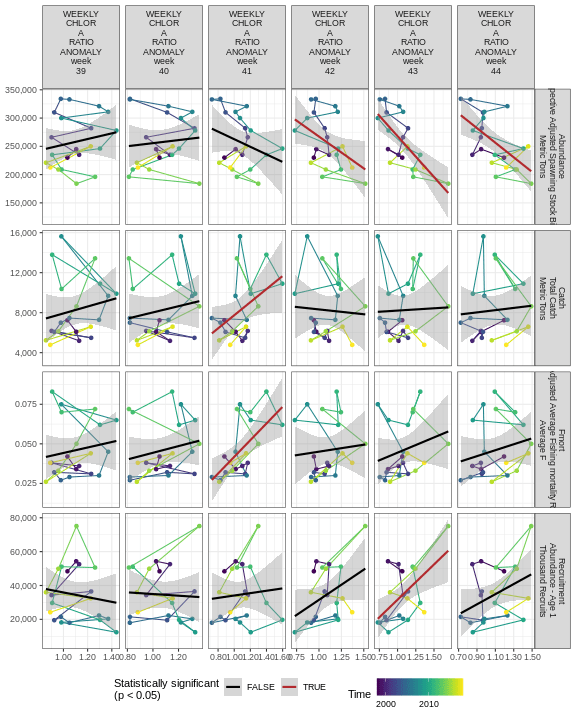 WEEKLY
CHLOR
A
RATIO
ANOMALY
week
39
WEEKLY
CHLOR
A
RATIO
ANOMALY
week
40
WEEKLY
CHLOR
A
RATIO
ANOMALY
week
41
WEEKLY
CHLOR
A
RATIO
ANOMALY
week
42
WEEKLY
CHLOR
A
RATIO
ANOMALY
week
43
WEEKLY
CHLOR
A
RATIO
ANOMALY
week
44
350,000
300,000
250,000
200,000
150,000
Abundance
pective Adjusted Spawning Stock Bi
Metric Tons
16,000
12,000
8,000
4,000
Catch
Total Catch
Metric Tons
0.075
0.050
0.025
Fmort
djusted Average Fishing mortality R
Average F
80,000
60,000
40,000
20,000
Recruitment
Abundance - Age 1
Thousand Recruits
1.00 1.20 1.40
0.80 1.00 1.20
0.80 1.00 1.20 1.40 1.60
0.75 1.00 1.25 1.50
0.75 1.00 1.25 1.50
0.70 0.90 1.10 1.30 1.50
Statistically significant
(p < 0.05)
FALSE
TRUE
Time
2000
2010